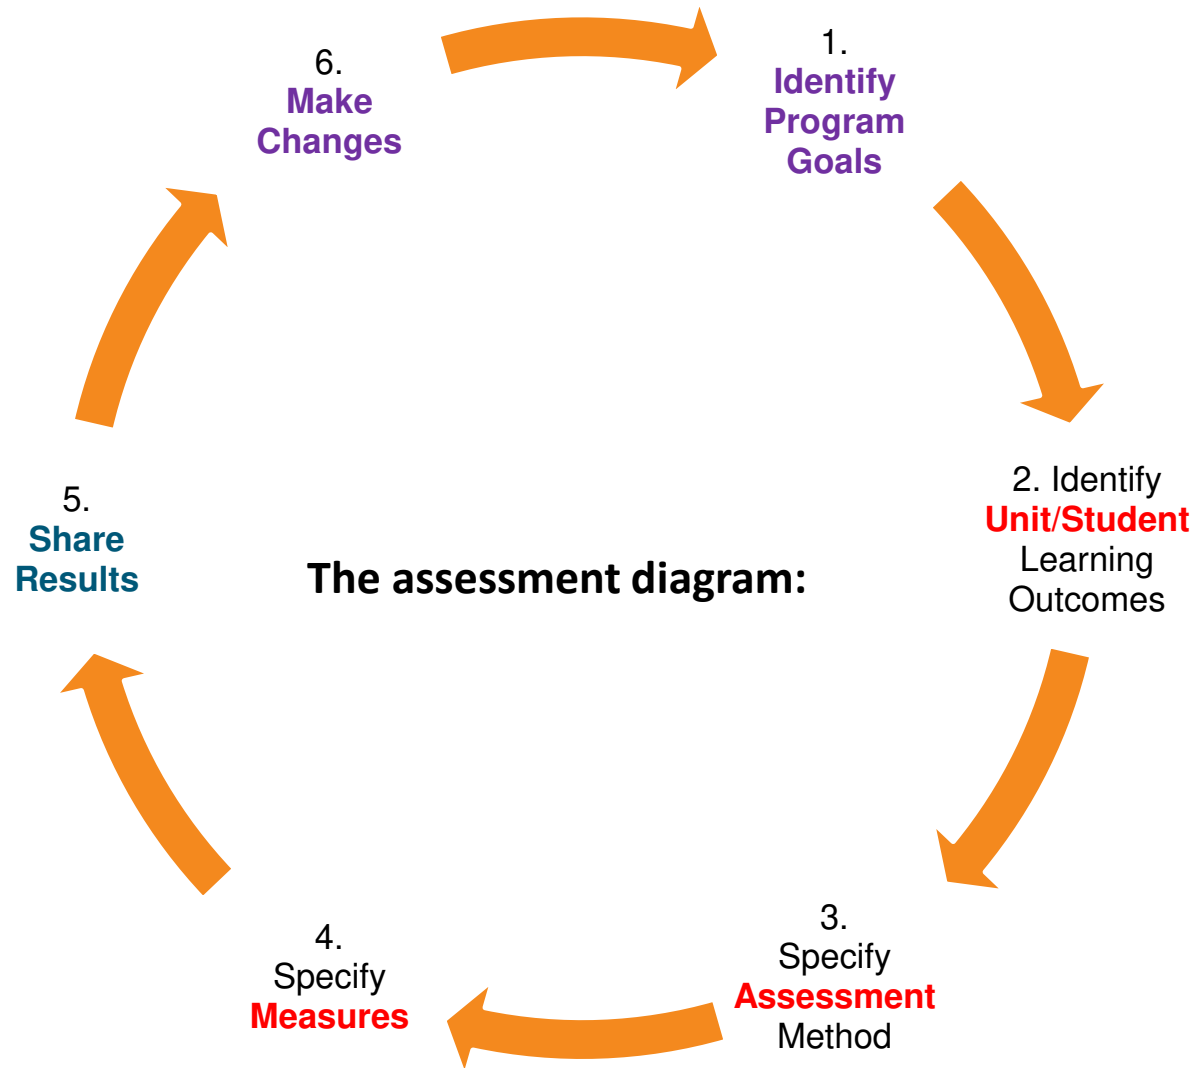 1.
Identify
Program
Goals
2. Identify
Unit/Student
Learning
Outcomes
3.
Specify
Assessment
Method
4.
Specify
Measures
5.
Share
Results
6.
Make
Changes
The assessment diagram: